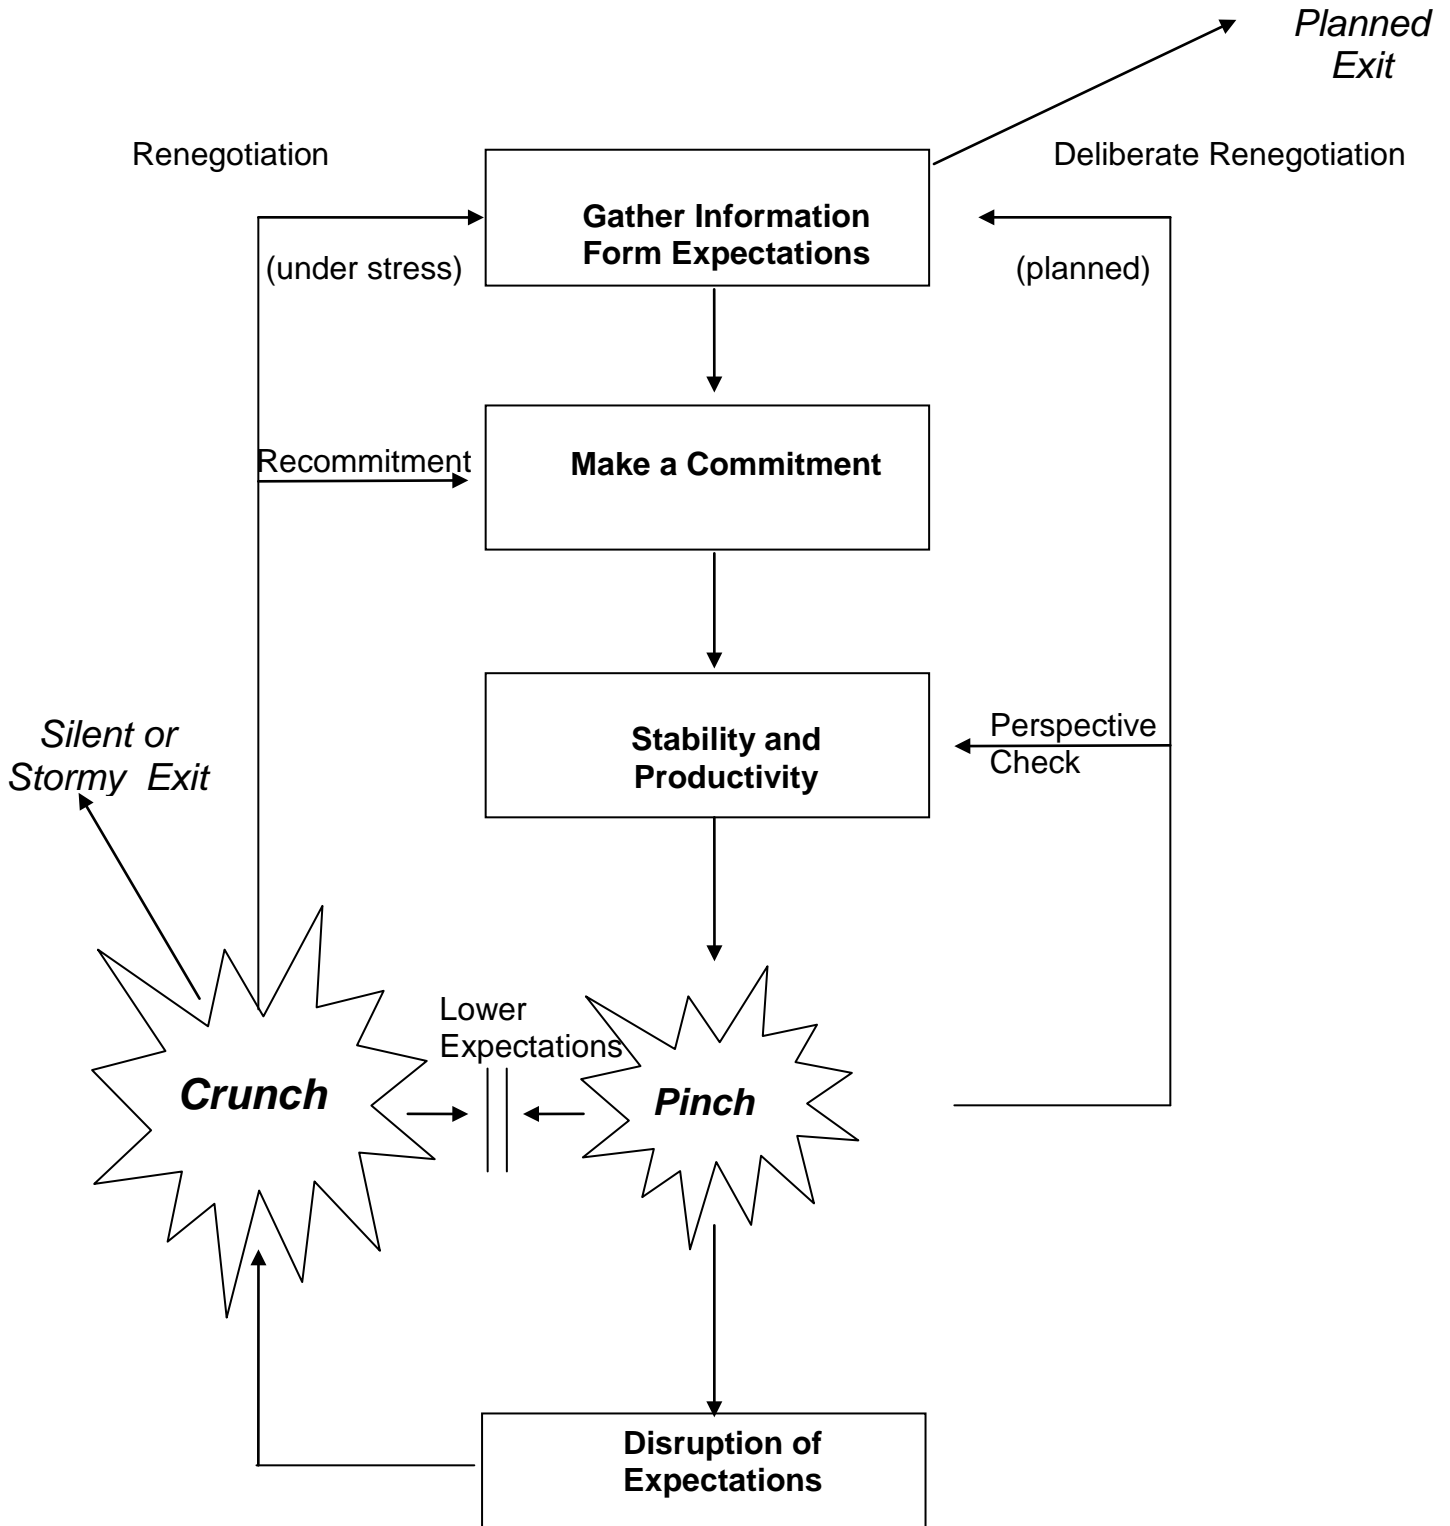 Planned
Exit
Renegotiation
Deliberate Renegotiation
Gather Information
Form Expectations
(under stress)
(planned)
Recommitment
Make a Commitment
Silent or
Stormy Exit
Stability and
Productivity
Perspective
Check
Lower
Expectations
Crunch
Pinch
Disruption of
Expectations